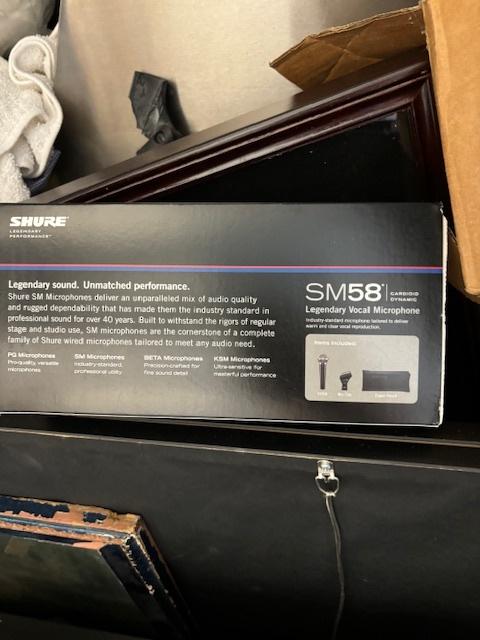 SHURE
LEGENDARY
PERFORMANCE™
Legendary sound. Unmatched performance.
Shure SM Microphones deliver an unparalleled mix of audio quality
and rugged dependability that has made them the industry standard in
professional sound for over 40 years. Built to withstand the rigors of regular
stage and studio use, SM microphones are the cornerstone of a complete
family of Shure wired microphones tailored to meet any audio need.
PG Microphones
Pro-quality, versatile
microphones.
SM Microphones
Industry-standard,
professional utility
BETA Microphones
Precision-crafted for
fine sound detail
KSM Microphones
Ultra-sensitive for
masterful performance
SM58® CARDIOID
DYNAMIC
Legendary Vocal Microphone
Industry-standard microphone tailored to deliver
warm and clear vocal reproduction.
Items Included: